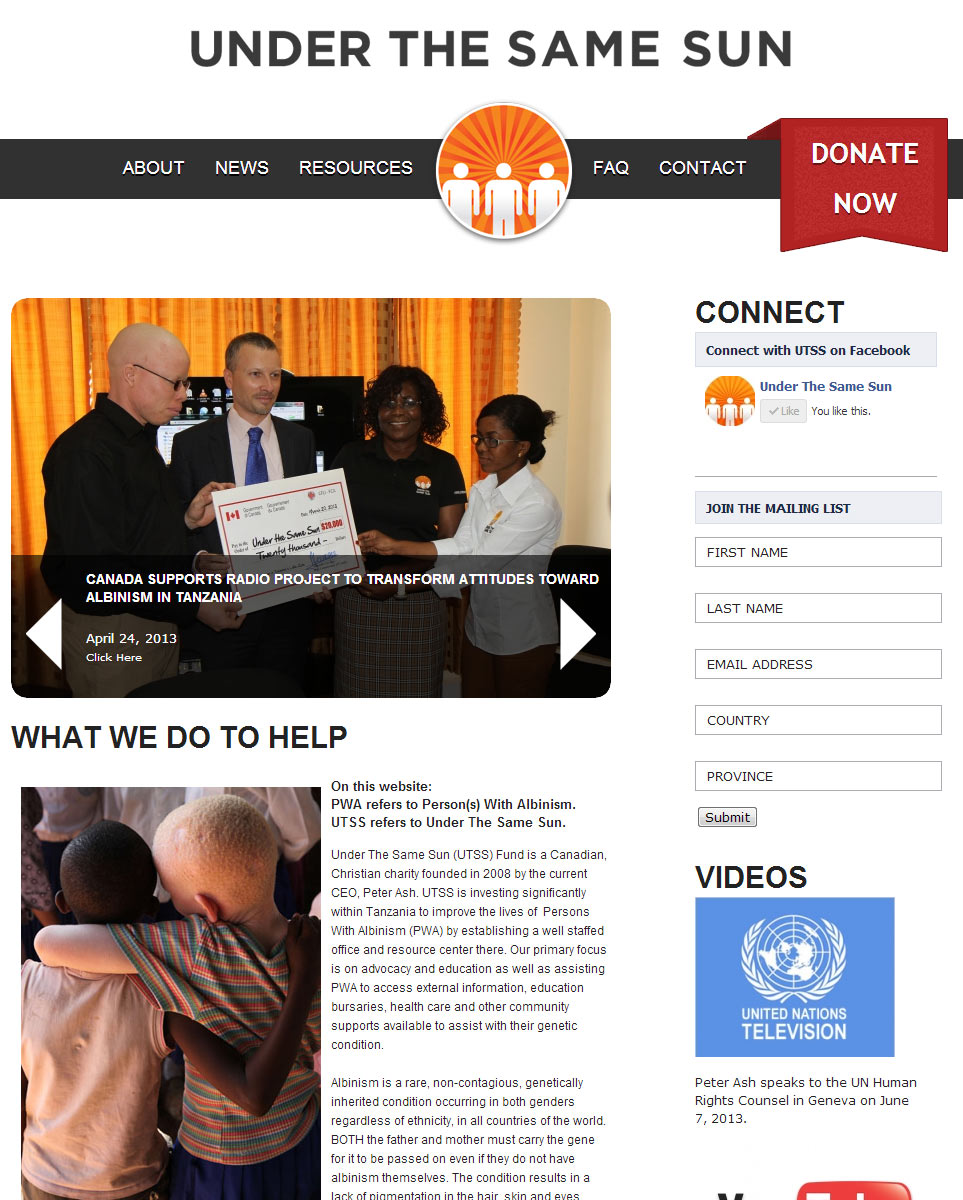 UNDER THE SAME SUN
ABOUT NEWS RESOURCES FAQ CONTACT
DONATE
NOW
Government of Canada
Gouvernement du Canada
Under the Same Sun $20,000
Twenty thousand -
CANADA SUPPORTS RADIO PROJECT TO TRANSFORM ATTITUDES TOWARD
ALBINISM IN TANZANIA
April 24, 2013
Click Here
WHAT WE DO TO HELP
On this website:
PWA refers to Person(s) With Albinism.
UTSS refers to Under The Same Sun.
Under The Same Sun (UTSS) Fund is a Canadian,
Christian charity founded in 2008 by the current
CEO, Peter Ash. UTSS is investing significantly
within Tanzania to improve the lives of Persons
With Albinism (PWA) by establishing a well staffed
office and resource center there. Our primary focus
is on advocacy and education as well as assisting
PWA to access external information, education
bursaries, health care and other community
supports available to assist with their genetic
condition.
Albinism is a rare, non-contagious, genetically
inherited condition occurring in both genders
regardless of ethnicity, in all countries of the world.
BOTH the father and mother must carry the gene
for it to be passed on even if they do not have
albinism themselves. The condition results in a
lack of pigmentation in the hair, skin and eyes
CONNECT
Connect with UTSS on Facebook
Under The Same Sun
Like You like this.
JOIN THE MAILING LIST
FIRST NAME
LAST NAME
EMAIL ADDRESS
COUNTRY
PROVINCE
Submit
VIDEOS
UNITED NATIONS
TELEVISION
Peter Ash speaks to the UN Human
Rights Counsel in Geneva on June
7, 2013.